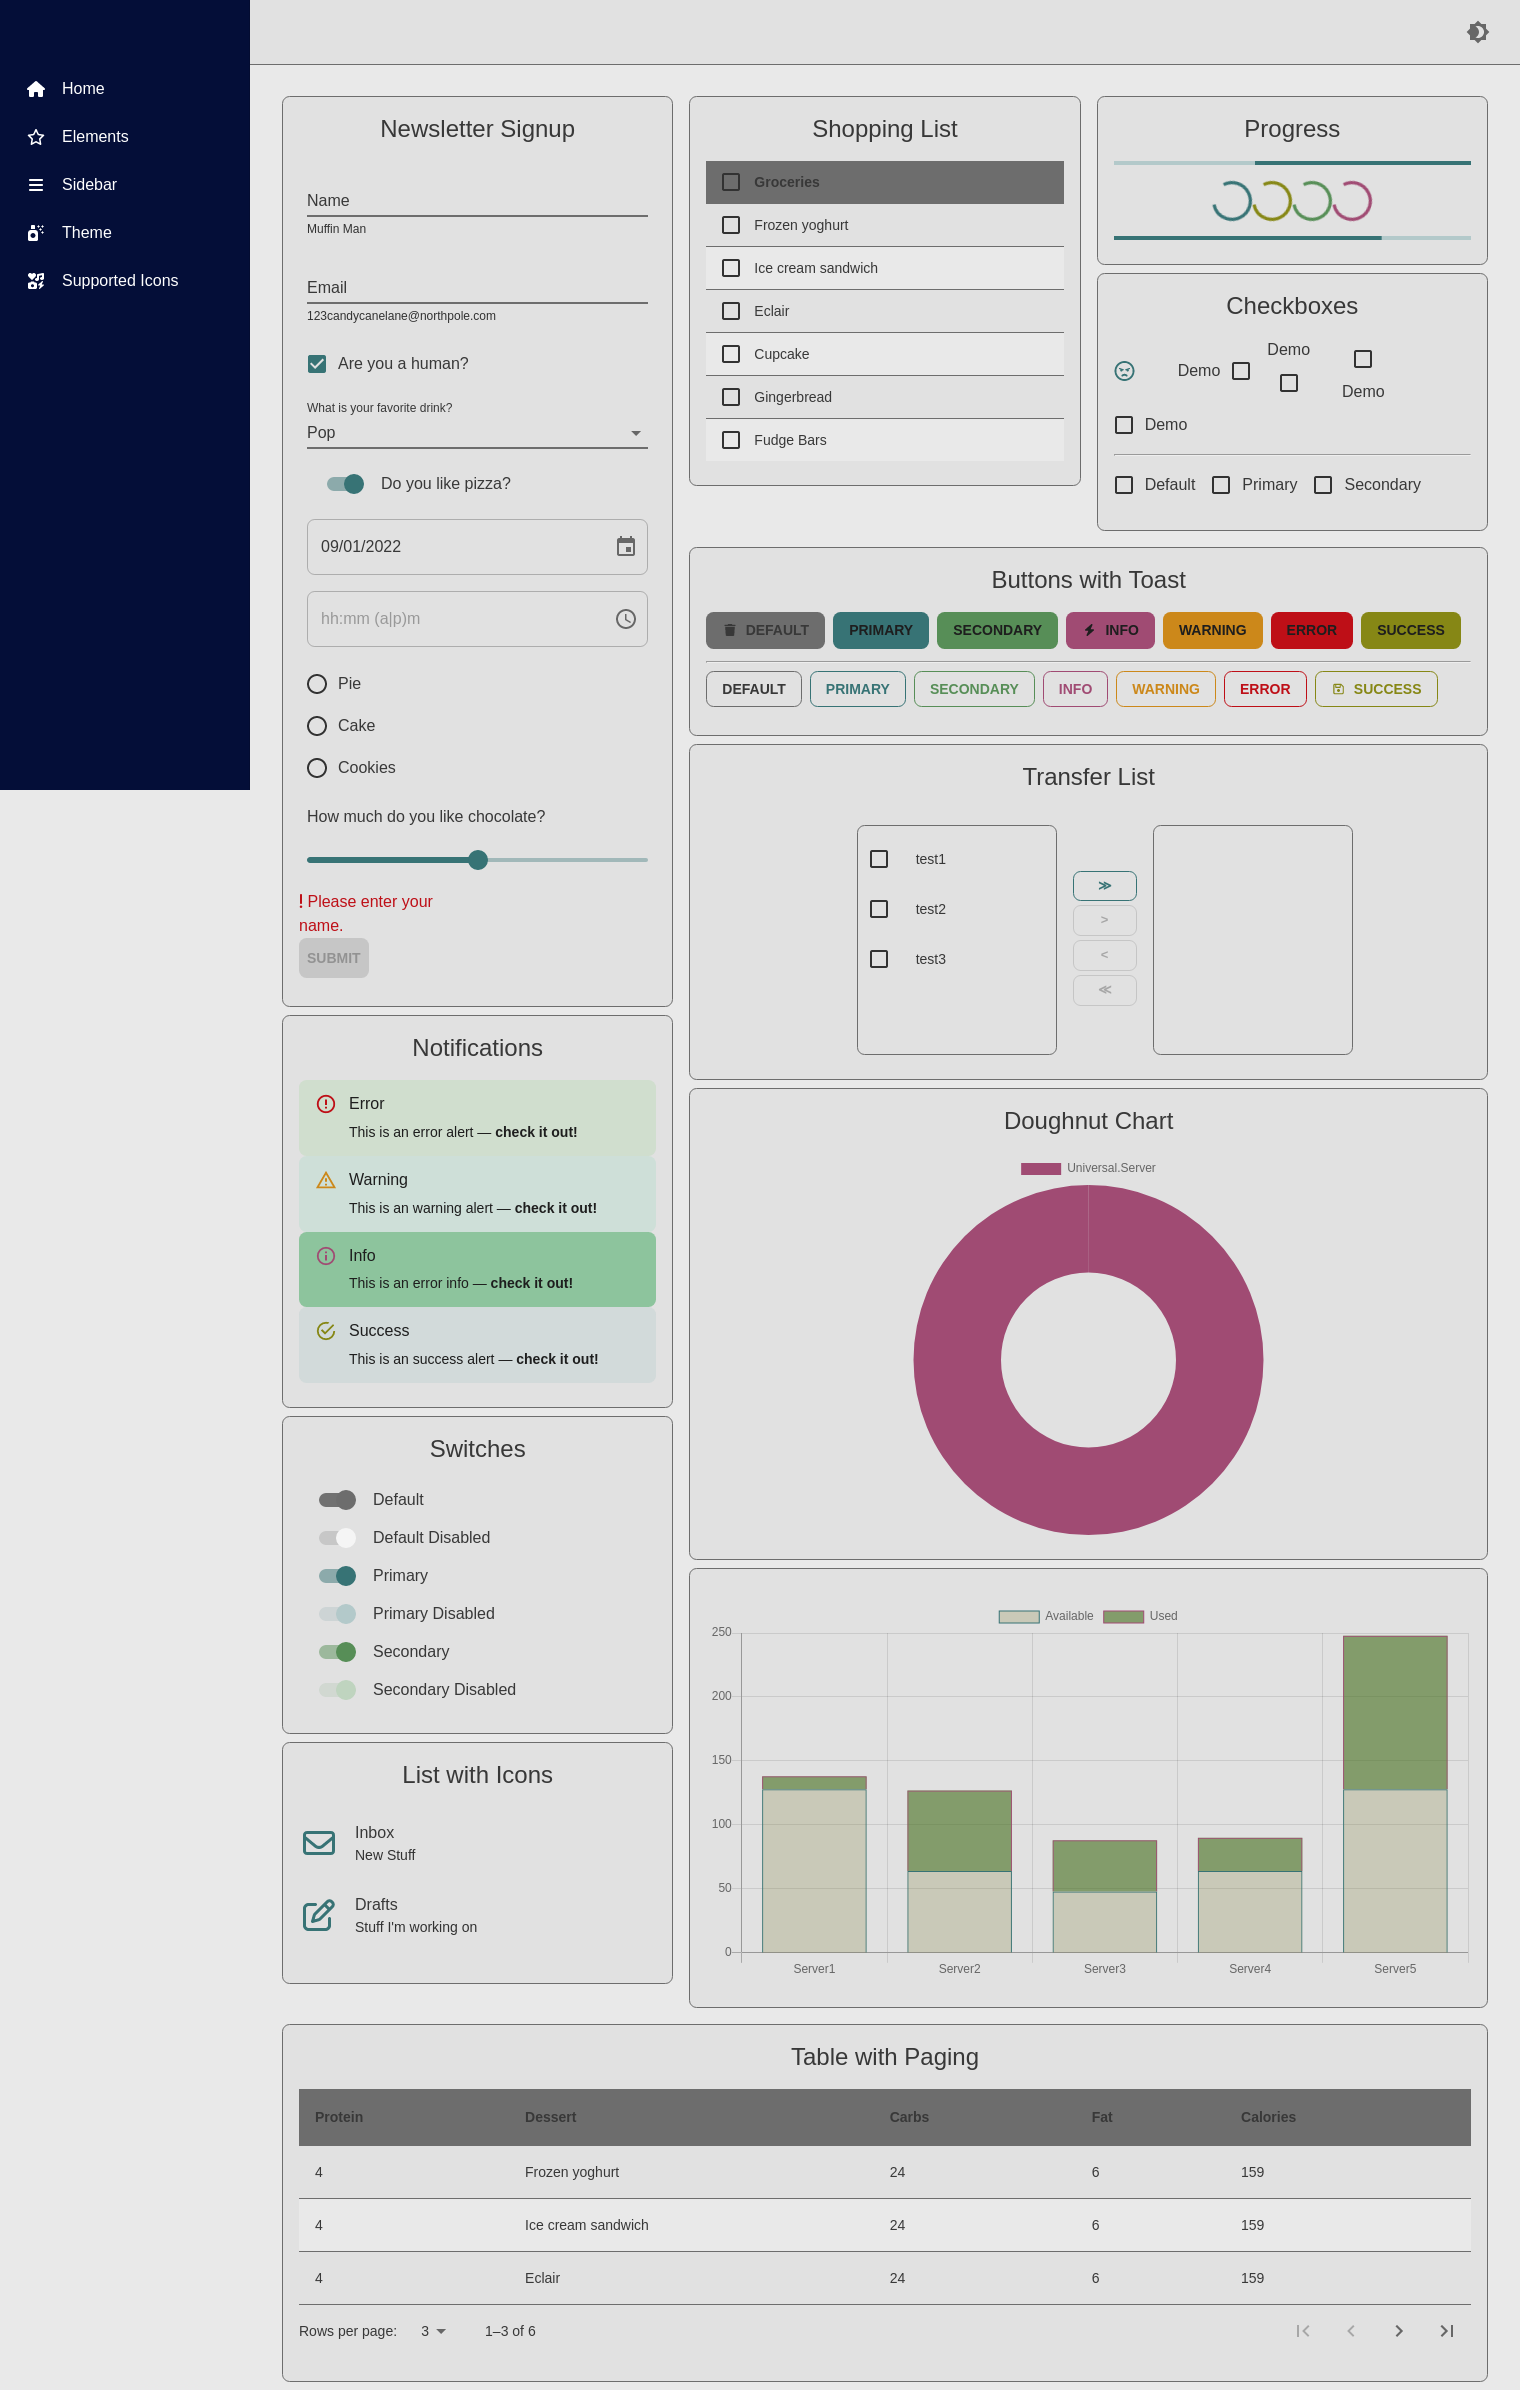 Home
Elements
Sidebar
Theme
Supported Icons
Newsletter Signup
Name
Muffin Man
Email
123candycanelane@northpole.com
Are you a human?
What is your favorite drink?
Pop
Do you like pizza?
09/01/2022
hh:mm (a|p)m
Pie
Cake
Cookies
How much do you like chocolate?
! Please enter your
name.
SUBMIT
Notifications
Error
This is an error alert — check it out!
Warning
This is an warning alert — check it out!
Info
This is an error info — check it out!
Success
This is an success alert — check it out!
Switches
Default
Default Disabled
Primary
Primary Disabled
Secondary
Secondary Disabled
List with Icons
Inbox
New Stuff
Drafts
Stuff I'm working on
Shopping List
Groceries
Frozen yoghurt
Ice cream sandwich
Eclair
Cupcake
Gingerbread
Fudge Bars
Progress
Checkboxes
Demo
Demo
Demo
Demo
Default Primary Secondary
Buttons with Toast
DEFAULT PRIMARY SECONDARY INFO WARNING ERROR SUCCESS
DEFAULT PRIMARY SECONDARY INFO WARNING ERROR SUCCESS
Transfer List
test1
test2
test3
≫
>
<
≪
Doughnut Chart
Universal.Server
Available Used
250
200
150
100
50
0
Server1 Server2 Server3 Server4 Server5
Table with Paging
Protein Dessert Carbs Fat Calories
4 Frozen yoghurt 24 6 159
4 Ice cream sandwich 24 6 159
4 Eclair 24 6 159
Rows per page: 3 1–3 of 6